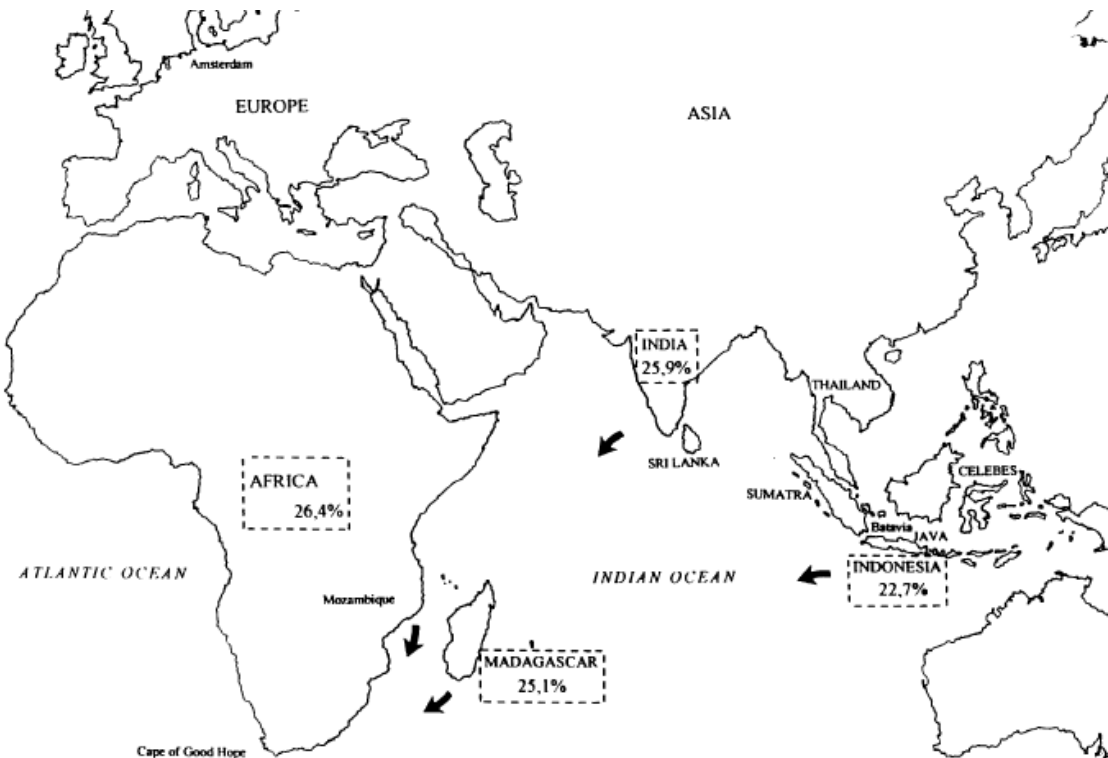 Amsterdam
EUROPE
ASIA
INDIA
25,9%
THAILAND
SRI LANKA
AFRICA
26,4%
SUMATRA
CELEBES
Batavia
JAVA
ATLANTIC OCEAN
INDIAN OCEAN
INDONESIA
22,7%
Mozambique
MADAGASCAR
25,1%
Cape of Good Hope